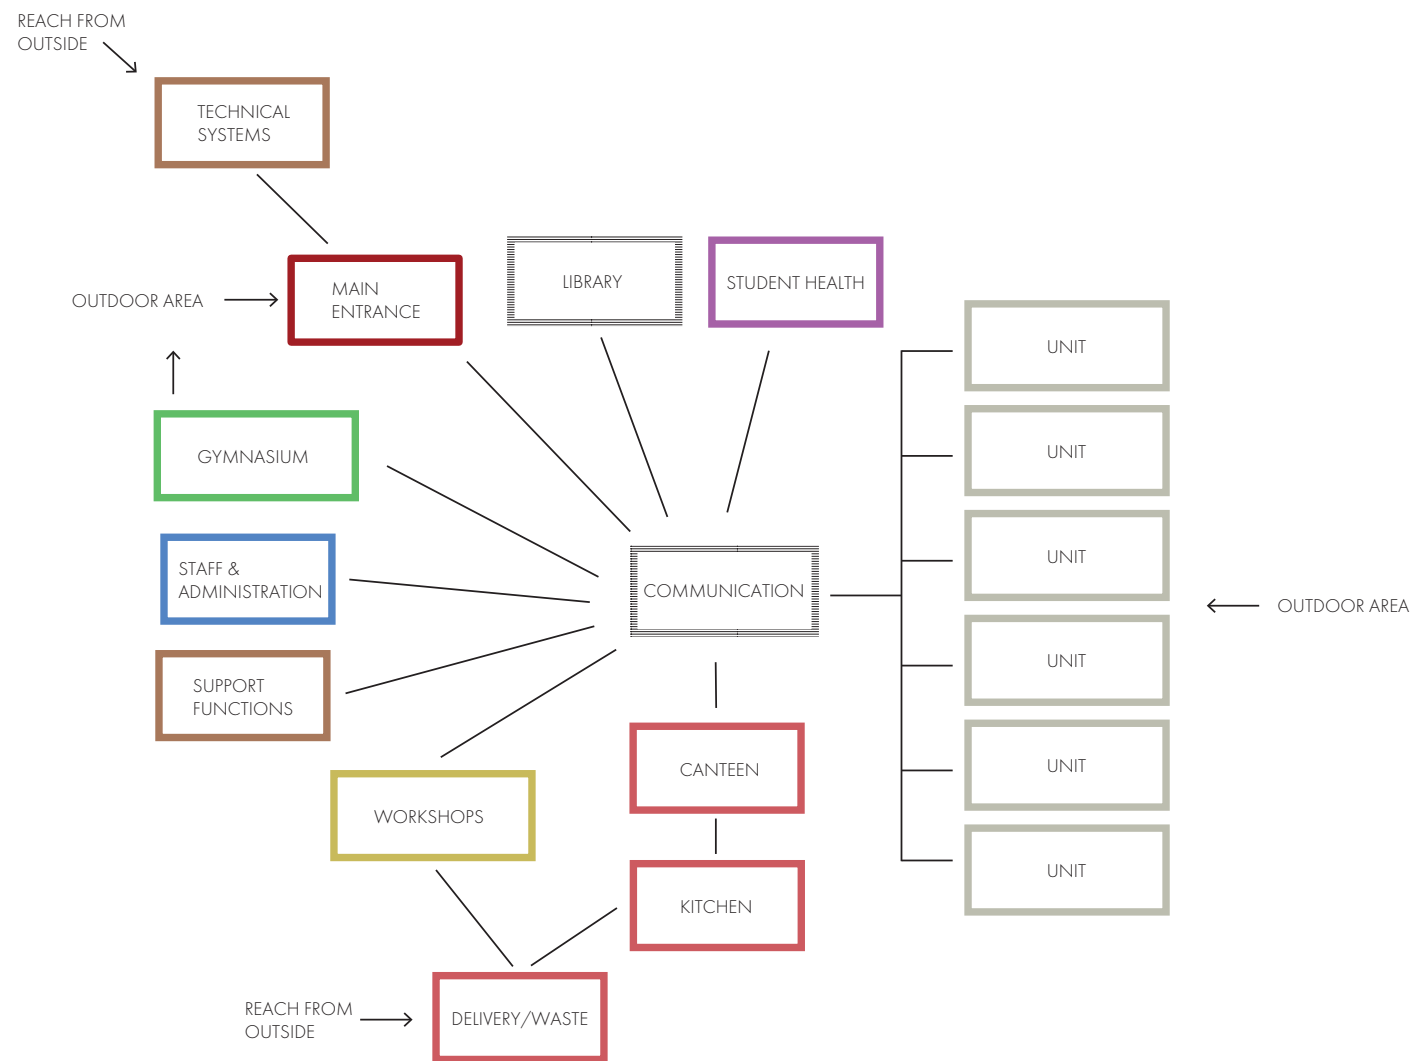 REACH FROM
OUTSIDE
TECHNICAL
SYSTEMS
MAIN
ENTRANCE
LIBRARY
STUDENT HEALTH
OUTDOOR AREA
UNIT
GYMNASIUM
UNIT
STAFF &
ADMINISTRATION
COMMUNICATION
UNIT
OUTDOOR AREA
SUPPORT
FUNCTIONS
UNIT
CANTEEN
UNIT
WORKSHOPS
UNIT
KITCHEN
REACH FROM
OUTSIDE
DELIVERY/WASTE